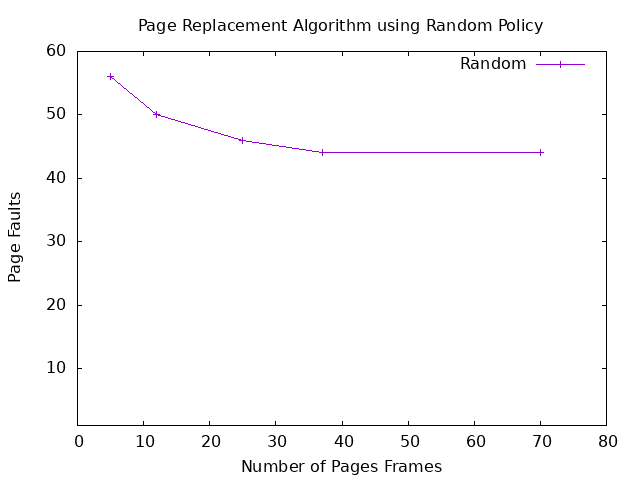 Page Replacement Algorithm using Random Policy
Random
60
50
40
30
20
10
Page Faults
0 10 20 30 40 50 60 70 80
Number of Pages Frames